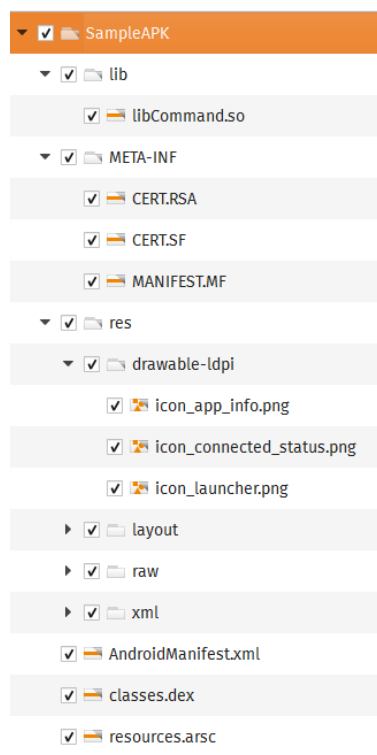 SampleAPK
lib
libCommand.so
META-INF
CERT.RSA
CERT.SF
MANIFEST.MF
res
drawable-ldpi
icon_app_info.png
icon_connected_status.png
icon_launcher.png
layout
raw
xml
AndroidManifest.xml
classes.dex
resources.arsc